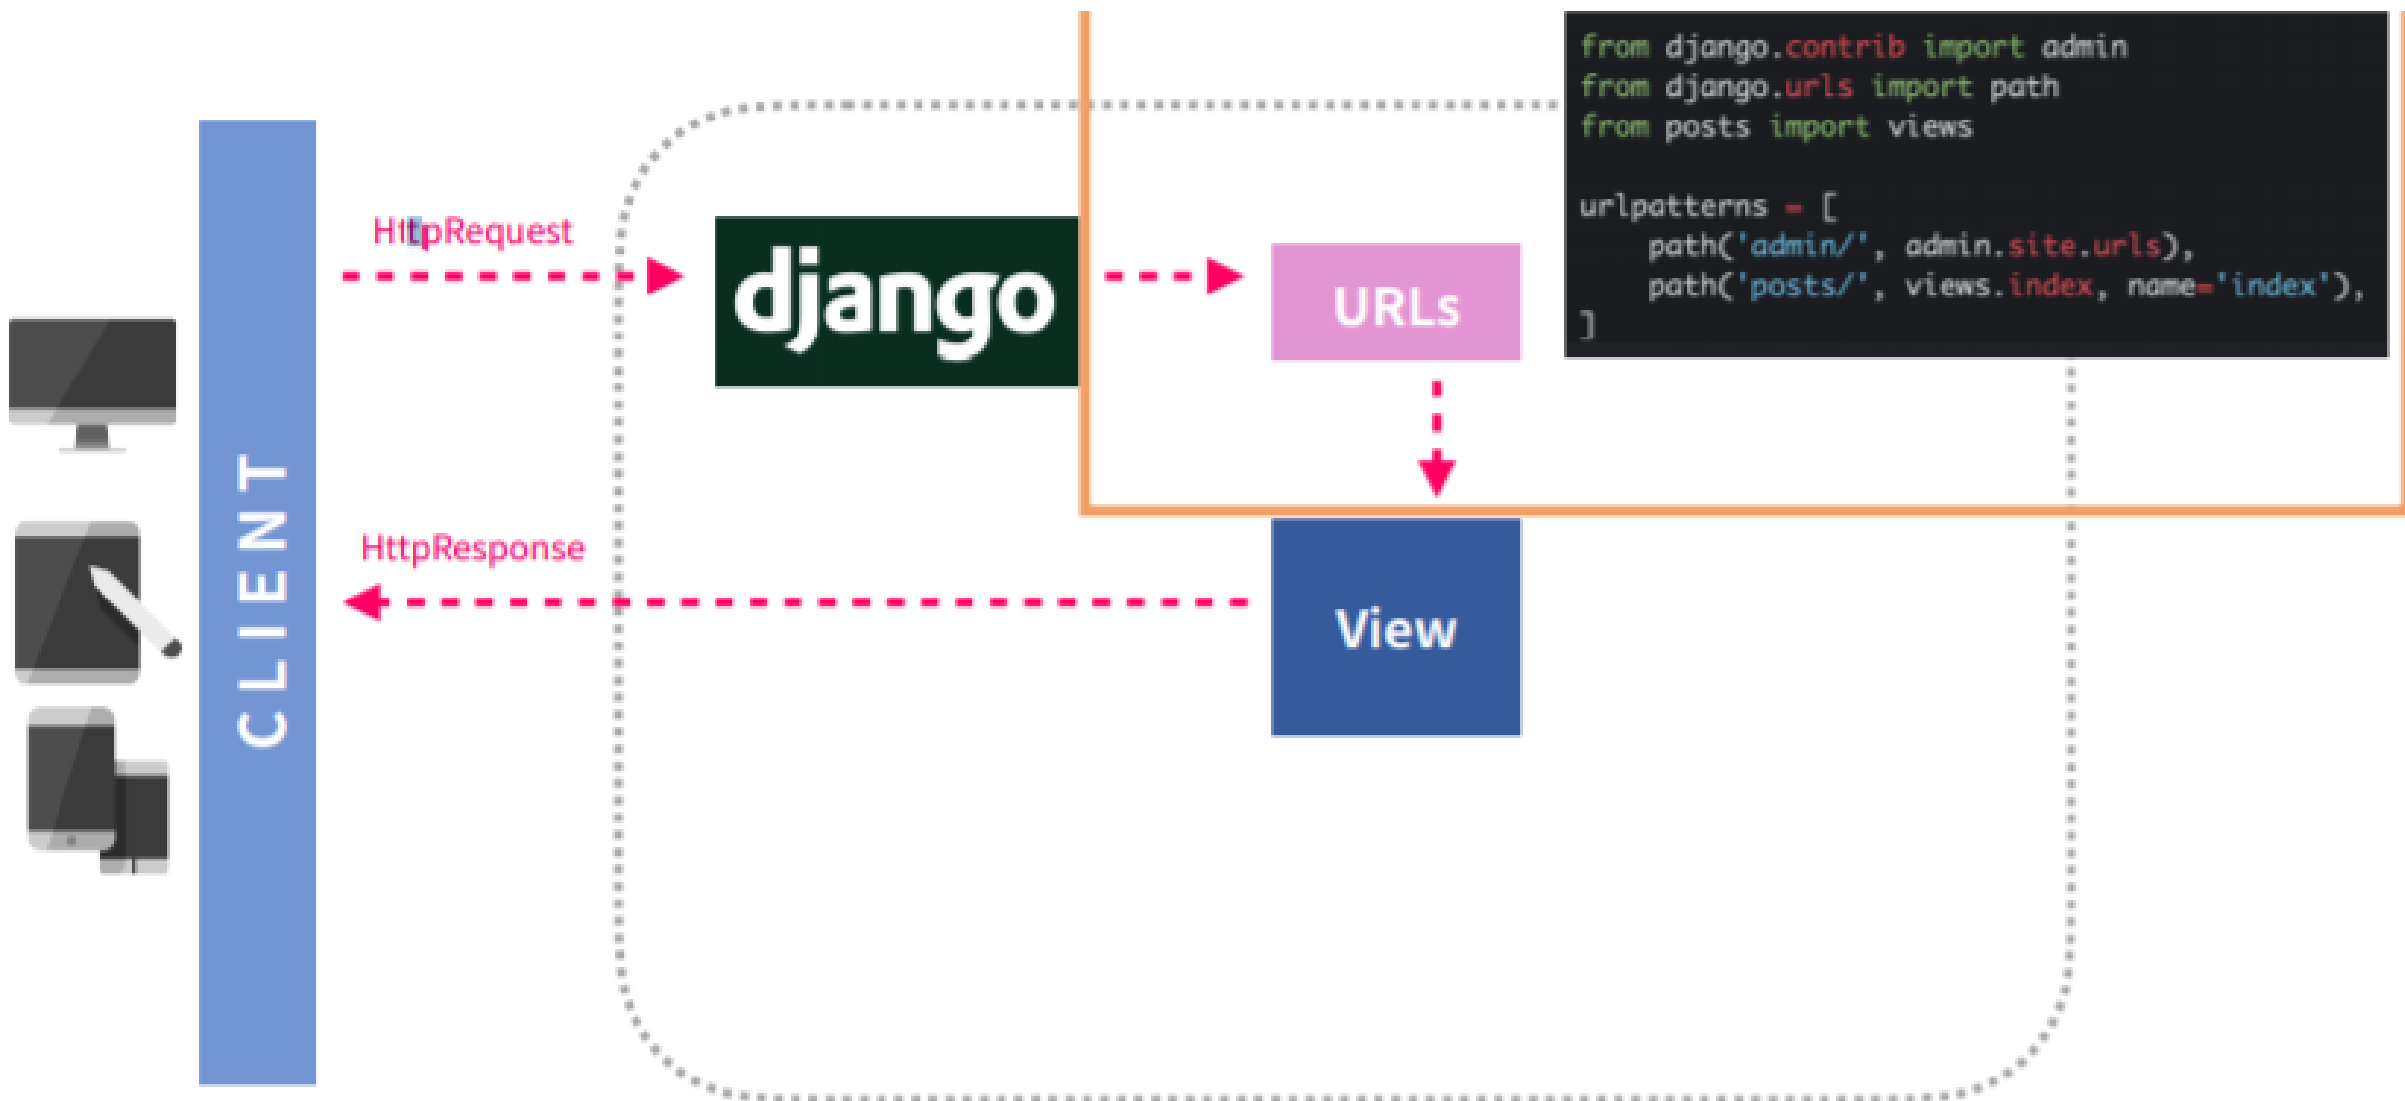 CLIENT
HttpRequest
django
URLs
from django.contrib import admin
from django.urls import path
from posts import views
urlpatterns = [
    path('admin/', admin.site.urls),
    path('posts/', views.index, name='index'),
]
HttpResponse
View